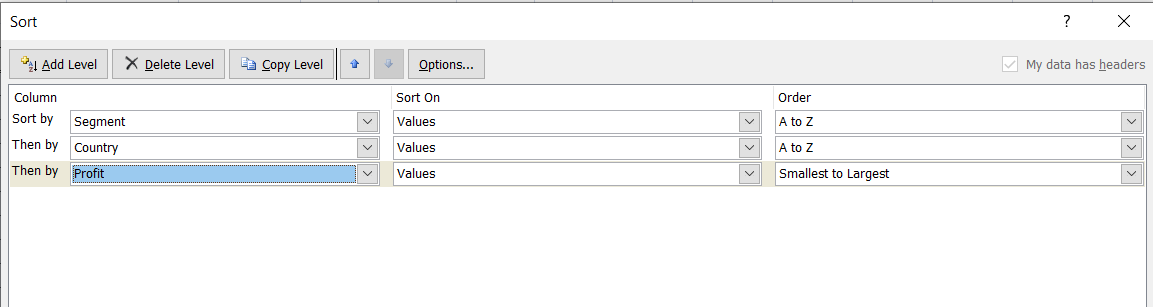 Sort ?
Add Level Delete Level Copy Level Options... My data has headers
Column Sort On Order
Sort by Segment Values A to Z
Then by Country Values A to Z
Then by Profit Values Smallest to Largest